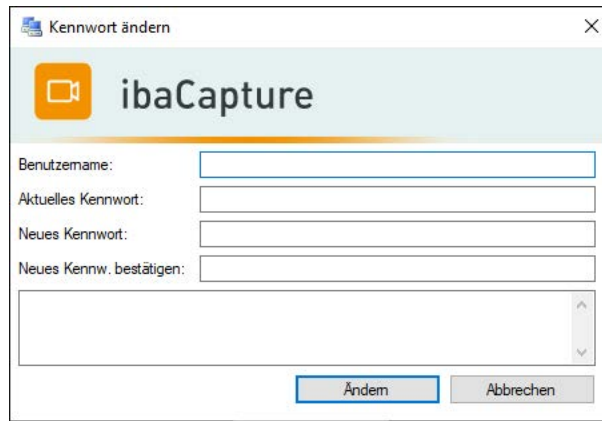 Kennwort ändern
ibaCapture
Benutzername:
Aktuelles Kennwort:
Neues Kennwort:
Neues Kennw. bestätigen:
Ändern Abbrechen